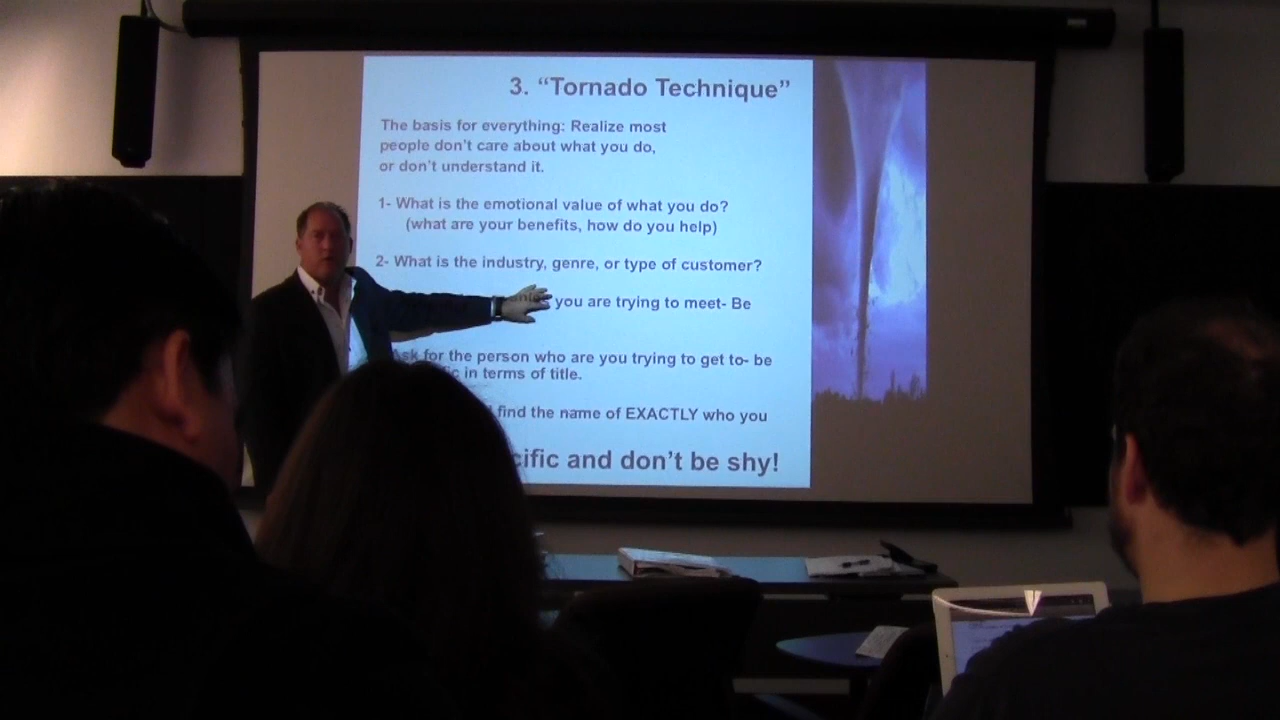 3. “Tornado Technique”
The basis for everything: Realize most
people don’t care about what you do,
or don’t understand it.
1- What is the emotional value of what you do?
(what are your benefits, how do you help)
2- What is the industry, genre, or type of customer?
you are trying to meet- Be
Ask for the person who are you trying to get to- be
in terms of title.
find the name of EXACTLY who you
and don’t be shy!